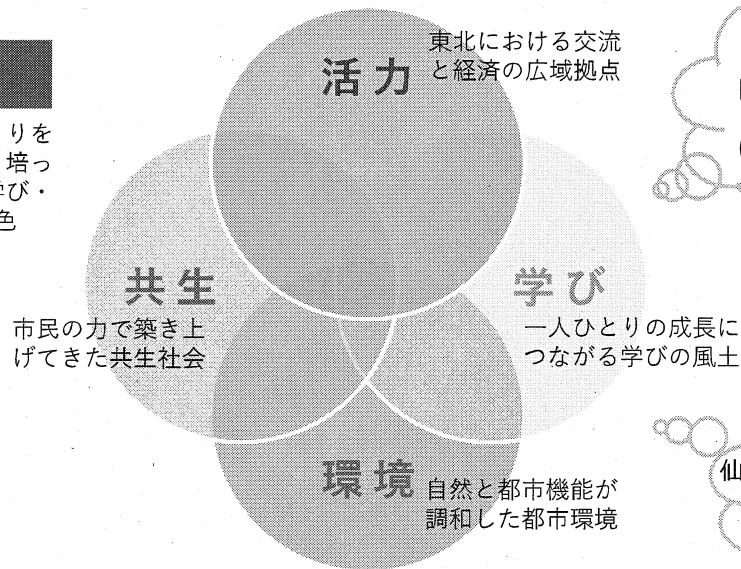 活力
東北における交流
と経済の広域拠点
りを
培っ
学び・
色
共生
市民の力で築き上
げてきた共生社会
学び
一人ひとりの成長に
つながる学びの風土
環境
自然と都市機能が
調和した都市環境
仙